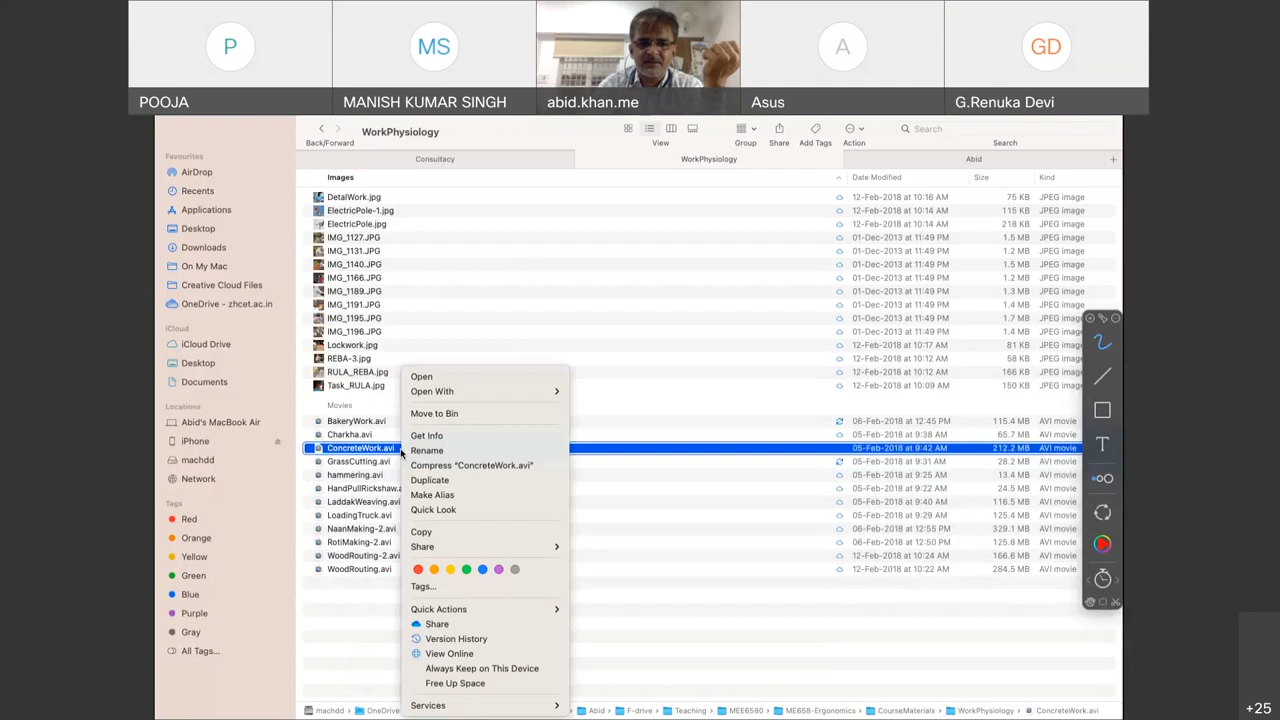 P
MS
A
GD
POOJA
MANISH KUMAR SINGH
abid.khan.me
Asus
G.Renuka Devi
WorkPhysiology
Search
Back/Forward
View
Group
Share
Add Tags
Action
Search
Consultacy
WorkPhysiology
Abid
Favourites
AirDrop
Recents
Applications
Desktop
Downloads
On My Mac
Creative Cloud Files
OneDrive - zhcet.ac.in
iCloud
iCloud Drive
Desktop
Documents
Locations
Abid's MacBook Air
iPhone
machdd
Network
Tags
Red
Orange
Yellow
Green
Blue
Purple
Gray
All Tags...
Images Date Modified Size Kind
DetalWork.jpg 12-Feb-2018 at 10:16 AM 75 KB JPEG image
ElectricPole-1.jpg 12-Feb-2018 at 10:14 AM 115 KB JPEG image
ElectricPole.jpg 12-Feb-2018 at 10:14 AM 218 KB JPEG image
IMG_1127.JPG 01-Dec-2013 at 11:49 PM 1.5 MB JPEG image
IMG_1131.JPG 01-Dec-2013 at 11:49 PM 1.4 MB JPEG image
IMG_1140.JPG 01-Dec-2013 at 11:49 PM 1.5 MB JPEG image
IMG_1166.JPG 01-Dec-2013 at 11:49 PM 1.2 MB JPEG image
IMG_1189.JPG 01-Dec-2013 at 11:49 PM 1.3 MB JPEG image
IMG_1191.JPG 01-Dec-2013 at 11:49 PM 1.4 MB JPEG image
IMG_1195.JPG 01-Dec-2013 at 11:49 PM 1.7 MB JPEG image
IMG_1196.JPG 01-Dec-2013 at 11:49 PM 1.4 MB JPEG image
Lockwork.jpg 12-Feb-2018 at 10:17 AM 81 KB JPEG image
REBA-3.jpg 12-Feb-2018 at 10:12 AM 58 KB JPEG image
RULA_REBA.jpg 12-Feb-2018 at 10:12 AM 166 KB JPEG image
Task_RULA.jpg 12-Feb-2018 at 10:09 AM 150 KB JPEG image
Movies
BakeryWork.avi 06-Feb-2018 at 12:45 PM 115.4 MB AVI movie
Charkha.avi 05-Feb-2018 at 9:38 AM 65.7 MB AVI movie
ConcreteWork.avi 05-Feb-2018 at 9:42 AM 212.2 MB AVI movie
GrassCutting.avi 05-Feb-2018 at 9:31 AM 28.2 MB AVI movie
hammering.avi 05-Feb-2018 at 9:25 AM 13.4 MB AVI movie
HandPullRickshaw.a 05-Feb-2018 at 9:22 AM 24.5 MB AVI movie
LaddakWeaving.avi 05-Feb-2018 at 9:40 AM 116.5 MB AVI movie
LoadingTruck.avi 05-Feb-2018 at 9:29 AM 125.4 MB AVI movie
NaanMaking-2.avi 06-Feb-2018 at 12:55 PM 329.1 MB AVI movie
RotiMaking-2.avi 06-Feb-2018 at 12:50 PM 125.8 MB AVI movie
WoodRouting-2.avi 12-Feb-2018 at 10:24 AM 166.6 MB AVI movie
WoodRouting.avi 12-Feb-2018 at 10:22 AM 284.5 MB AVI movie
Open
Open With
Move to Bin
Get Info
Rename
Compress "ConcreteWork.avi"
Duplicate
Make Alias
Quick Look
Copy
Share
Tags...
Quick Actions
Share
Version History
View Online
Always Keep on This Device
Free Up Space
Services
T
machdd OneDrive Abid F-drive Teaching MEE6580 ME658-Ergonomics CourseMaterials WorkPhysiology ConcreteWork.avi
+25